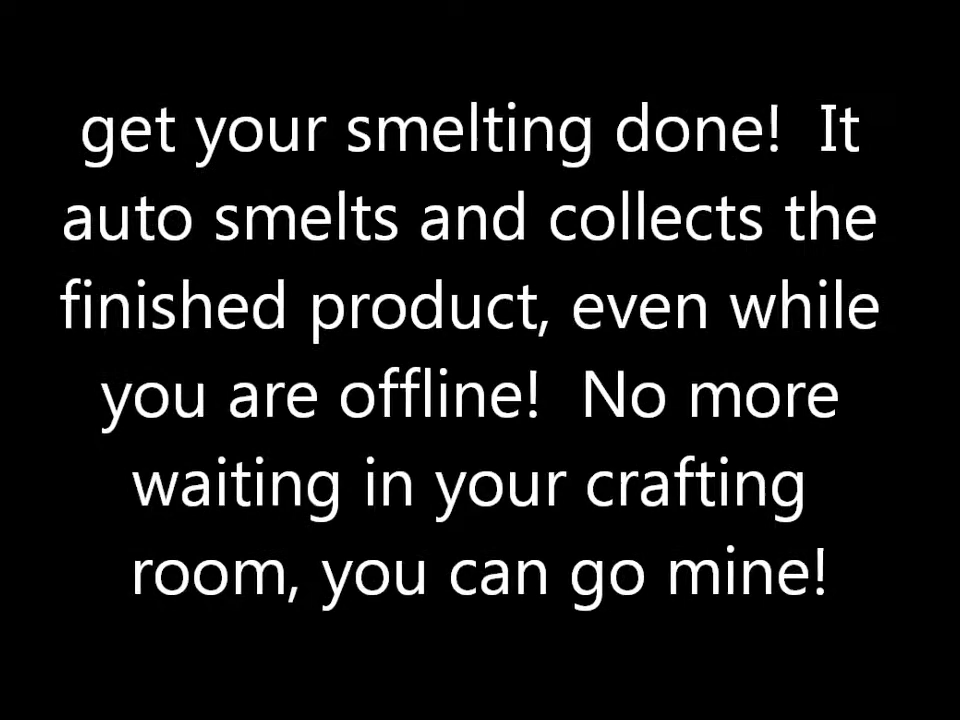 get your smelting done!  It
auto smelts and collects the
finished product, even while
you are offline!  No more
waiting in your crafting
room, you can go mine!